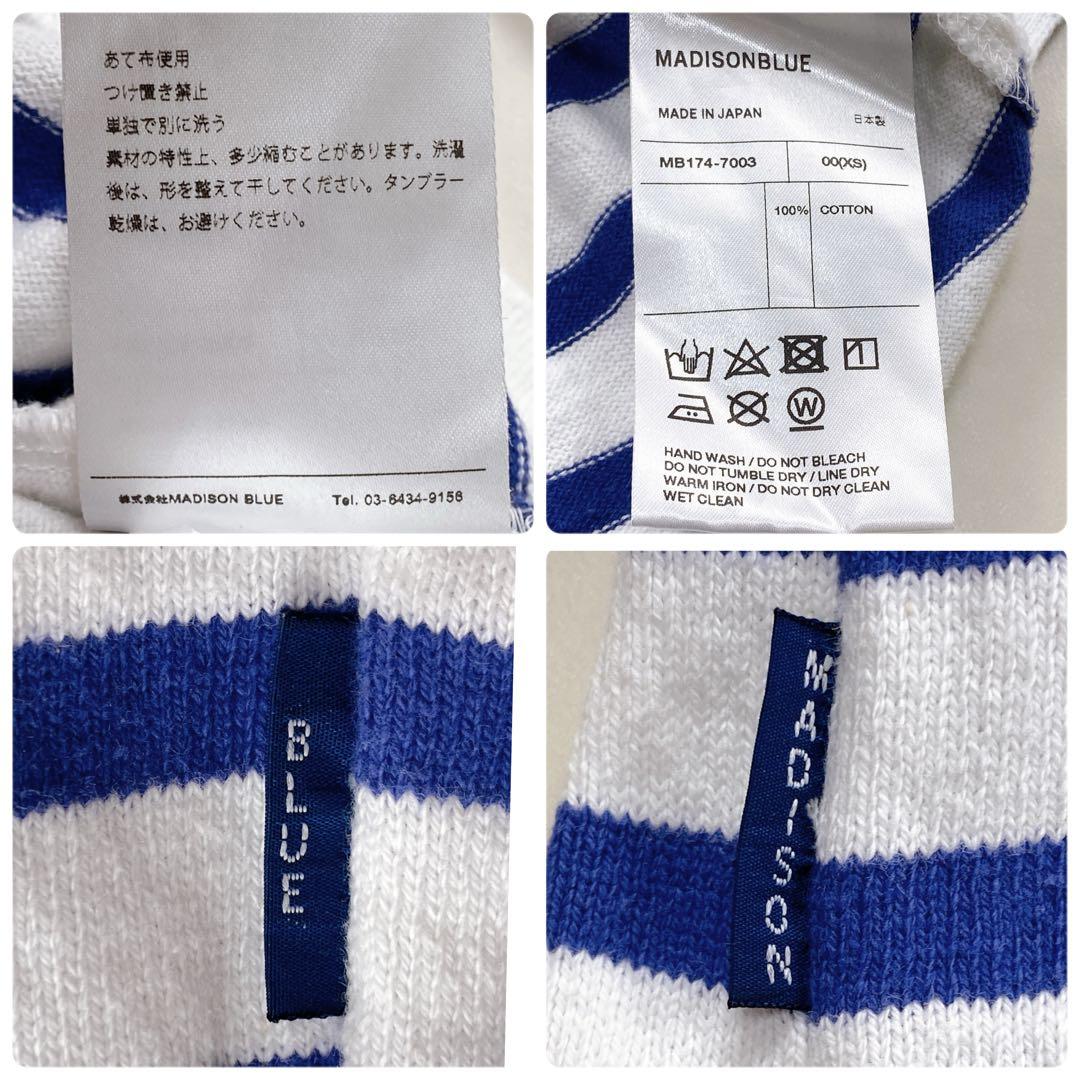 あて布使用
つけ置き禁止
単独で別に洗う
素材の特性上、多少縮むことがあります。洗濯
後は、形を整えて干してください。タンブラー
乾燥は、お避けください。
株式会社MADISON BLUE Tel. 03-6434-9156
MADISONBLUE
MADE IN JAPAN 日本製
MB174-7003 00(XS)
100% COTTON
W
HAND WASH / DO NOT BLEACH
DO NOT TUMBLE DRY / LINE DRY
WARM IRON / DO NOT DRY CLEAN
WET CLEAN
BLUE
MADISON